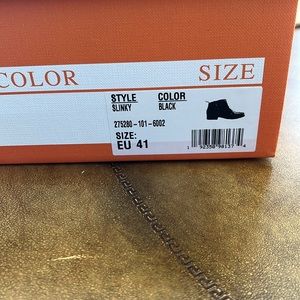 COLOR SIZE
STYLE COLOR
SLINKY BLACK
275280-101-6002
SIZE:
EU 41